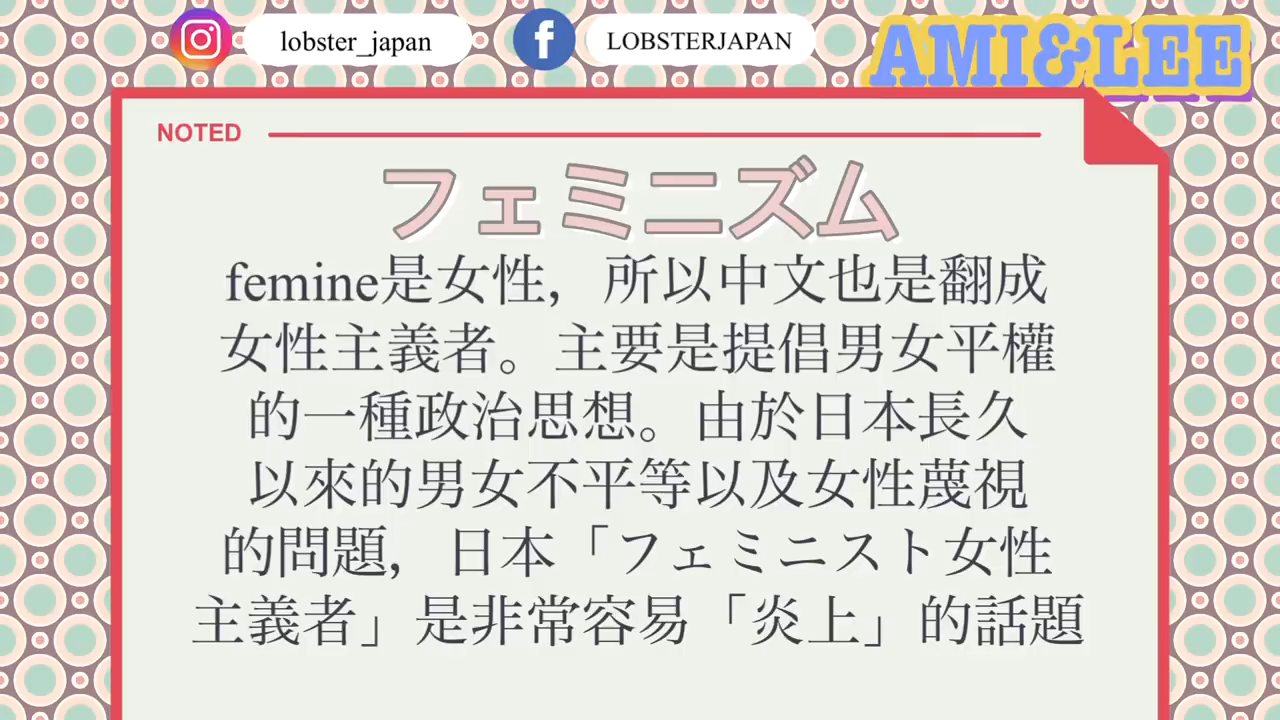 lobster_japan
LOBSTERJAPAN
AMI&LEE
NOTED
フェミニズム
femine是女性，所以中文也是翻成
女性主義者。主要是提倡男女平權
的一種政治思想。由於日本長久
以來的男女不平等以及女性蔑視
的問題，日本「フェミニスト女性
主義者」是非常容易「炎上」的話題